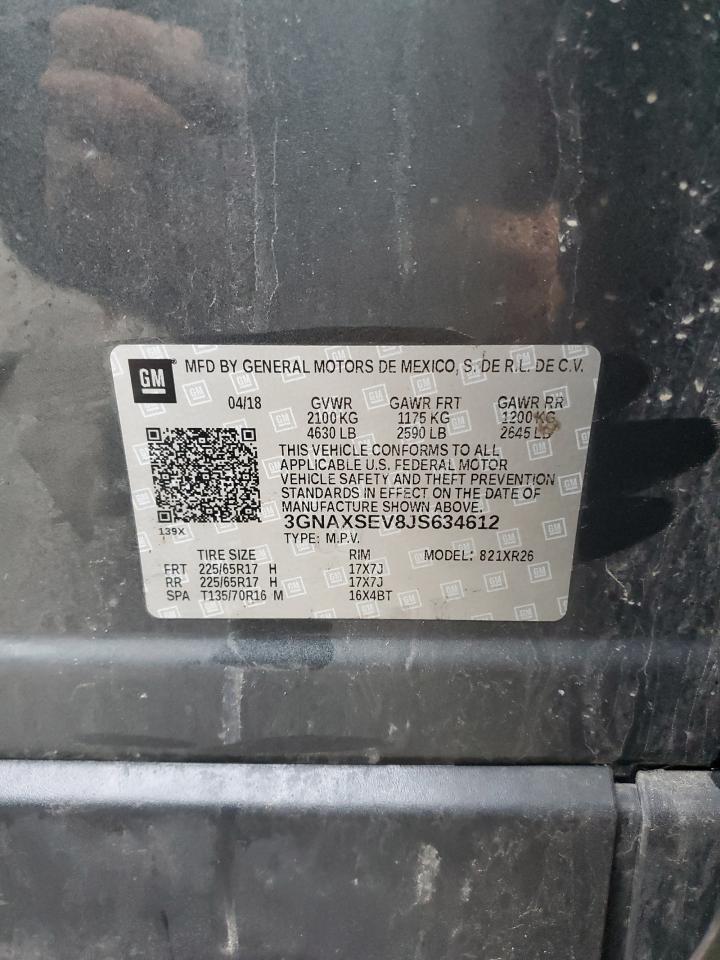 GM MFD BY GENERAL MOTORS DE MEXICO, S. DE R.L. DE C.V.
04/18 GVWR GAWR FRT GAWR RR
2100 KG 1175 KG 1200 KG
4630 LB 2590 LB 2645 LB
THIS VEHICLE CONFORMS TO ALL
APPLICABLE U.S. FEDERAL MOTOR
VEHICLE SAFETY AND THEFT PREVENTION
STANDARDS IN EFFECT ON THE DATE OF
MANUFACTURE SHOWN ABOVE.
3GNAXSEV8JS634612
139X
TYPE: M.P.V.
TIRE SIZE RIM MODEL: 821XR26
FRT 225/65R17 H 17X7J
RR 225/65R17 H 17X7J
SPA T135/70R16 M 16X4BT